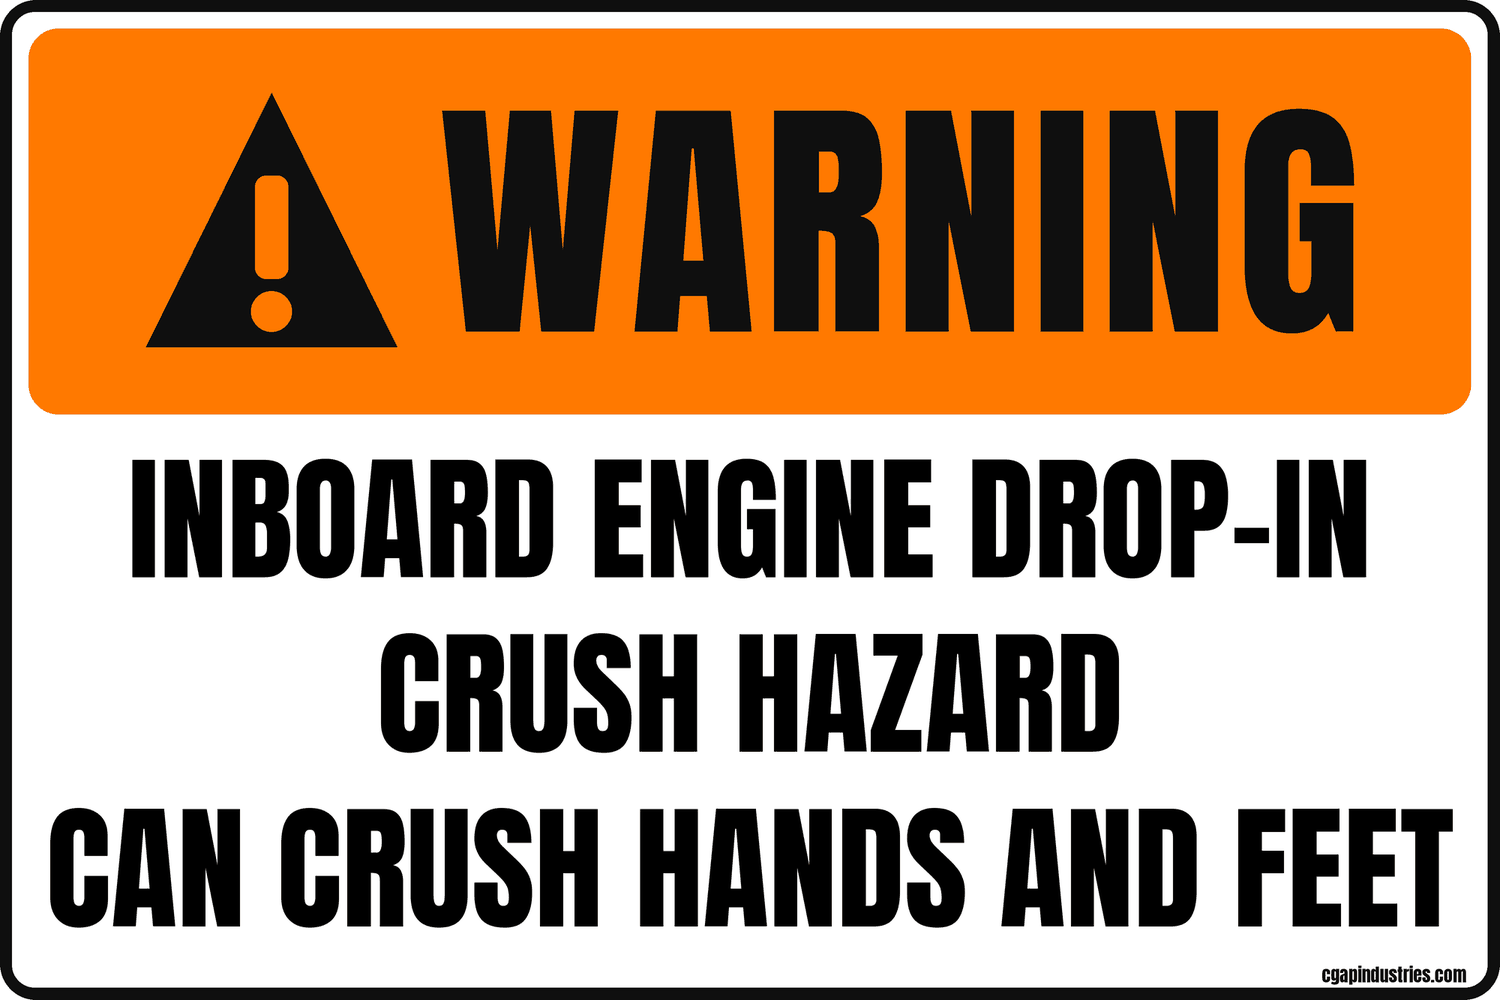 WARNING
INBOARD ENGINE DROP-IN
CRUSH HAZARD
CAN CRUSH HANDS AND FEET
cgapindustries.com